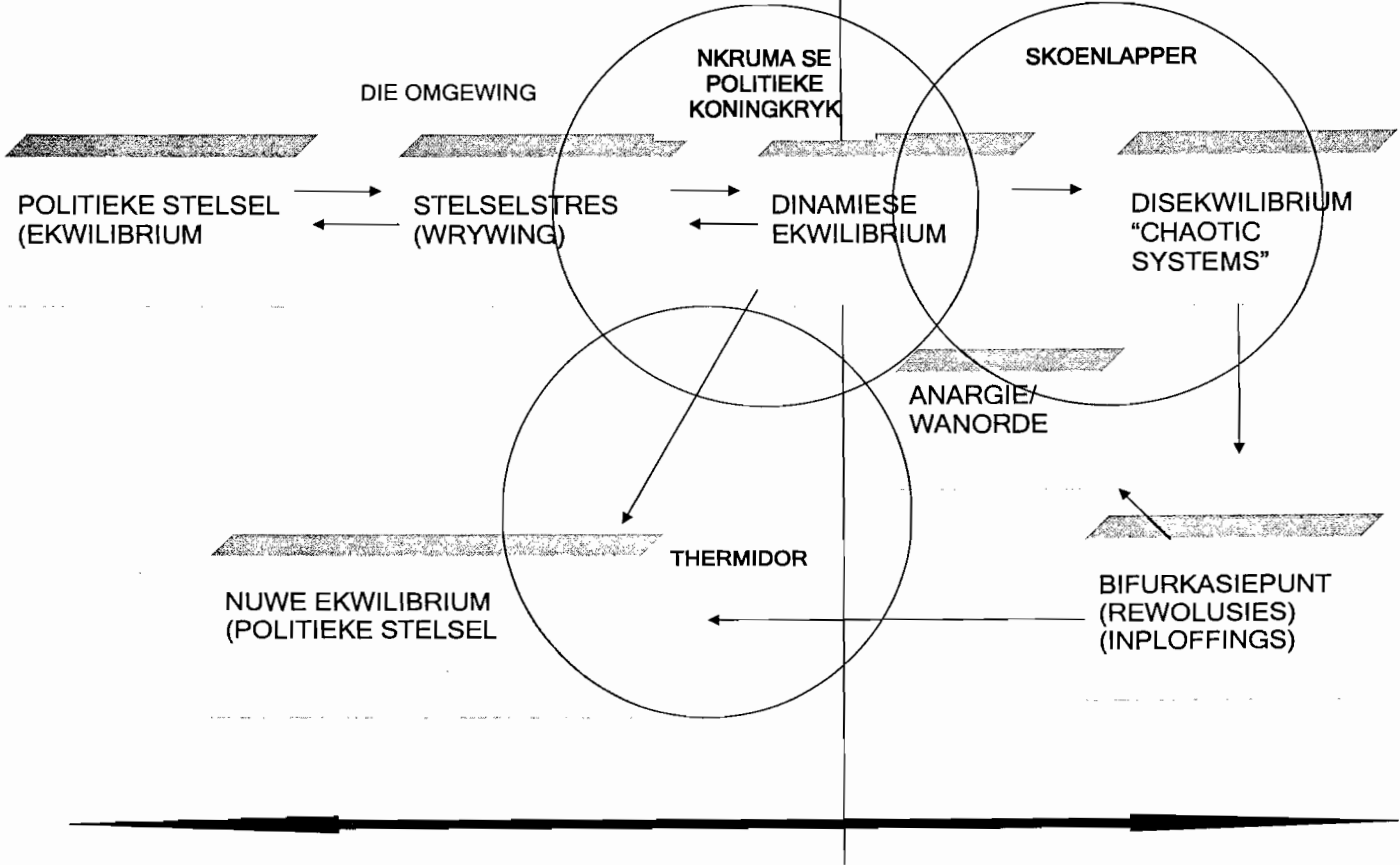 NKRUMA SE
POLITIEKE
KONINGKRYK
SKOENLAPPER
DIE OMGEWING
POLITIEKE STELSEL
(EKWILIBRIUM
STELSELSTRES
(WRYWING)
DINAMIESE
EKWILIBRIUM
DISEKWILIBRIUM
“CHAOTIC
SYSTEMS”
ANARGIE/
WANORDE
THERMIDOR
NUWE EKWILIBRIUM
(POLITIEKE STELSEL
BIFURKASIEPUNT
(REWOLUSIES)
(INPLOFFINGS)